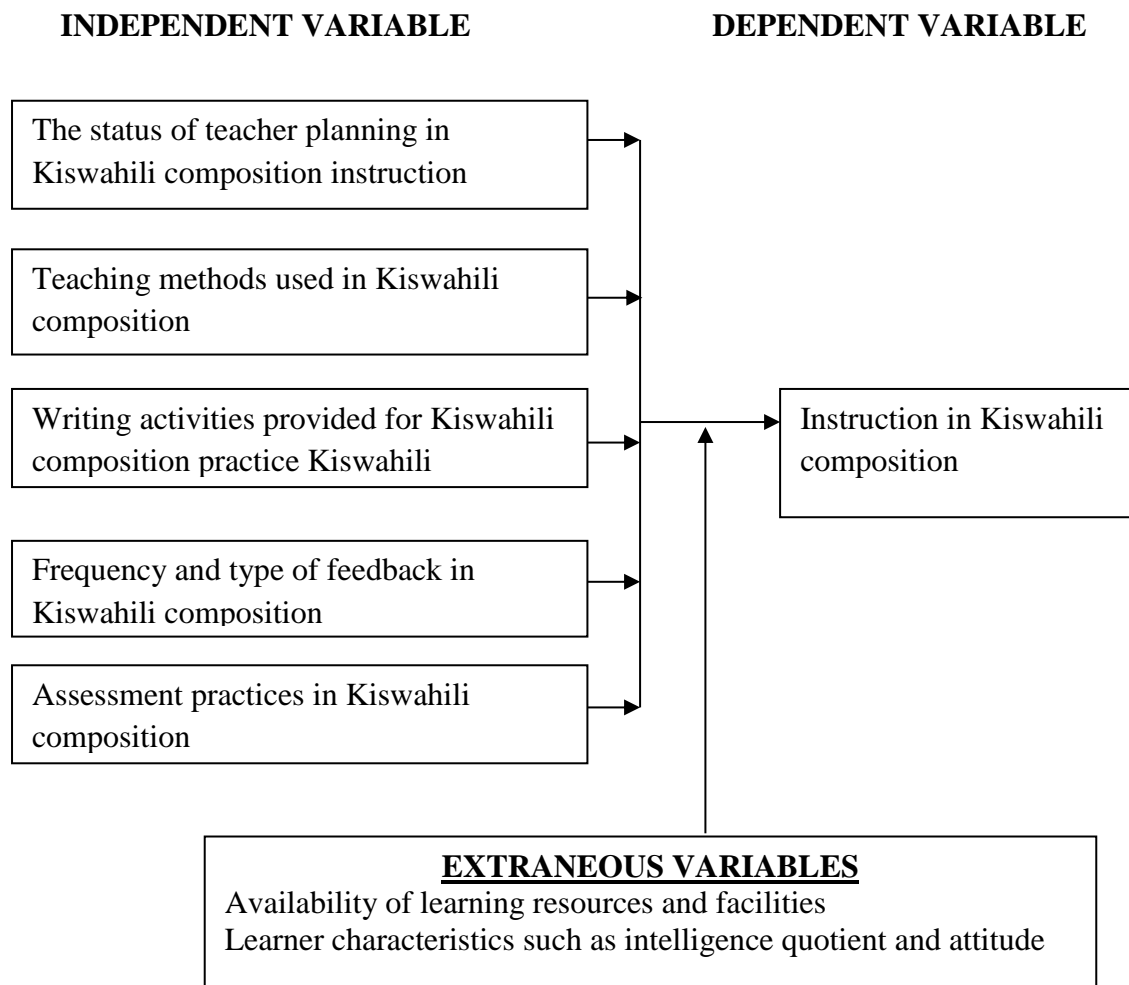 INDEPENDENT VARIABLE
DEPENDENT VARIABLE
The status of teacher planning in
Kiswahili composition instruction
Teaching methods used in Kiswahili
composition
Writing activities provided for Kiswahili
composition practice Kiswahili
Instruction in Kiswahili
composition
Frequency and type of feedback in
Kiswahili composition
Assessment practices in Kiswahili
composition
EXTRANEOUS VARIABLES
Availability of learning resources and facilities
Learner characteristics such as intelligence quotient and attitude